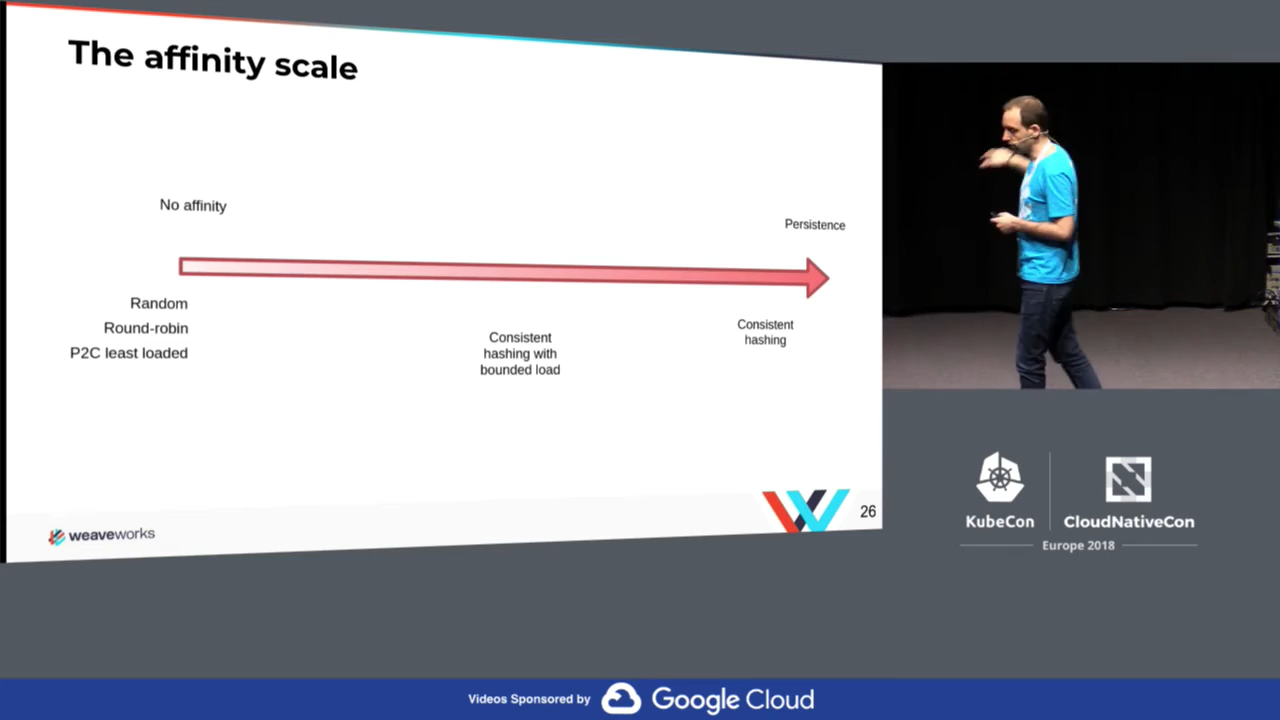 The affinity scale
No affinity
Persistence
Random
Round-robin
P2C least loaded
Consistent
hashing with
bounded load
Consistent
hashing
weaveworks
26
KubeCon
CloudNativeCon
Europe 2018
Videos Sponsored by Google Cloud